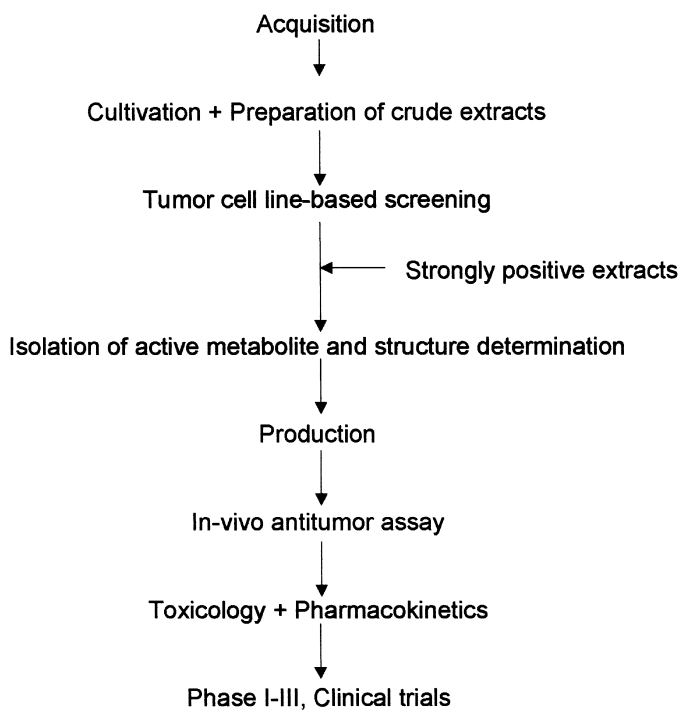 Acquisition
Cultivation + Preparation of crude extracts
Tumor cell line-based screening
Strongly positive extracts
Isolation of active metabolite and structure determination
Production
In-vivo antitumor assay
Toxicology + Pharmacokinetics
Phase I-III, Clinical trials